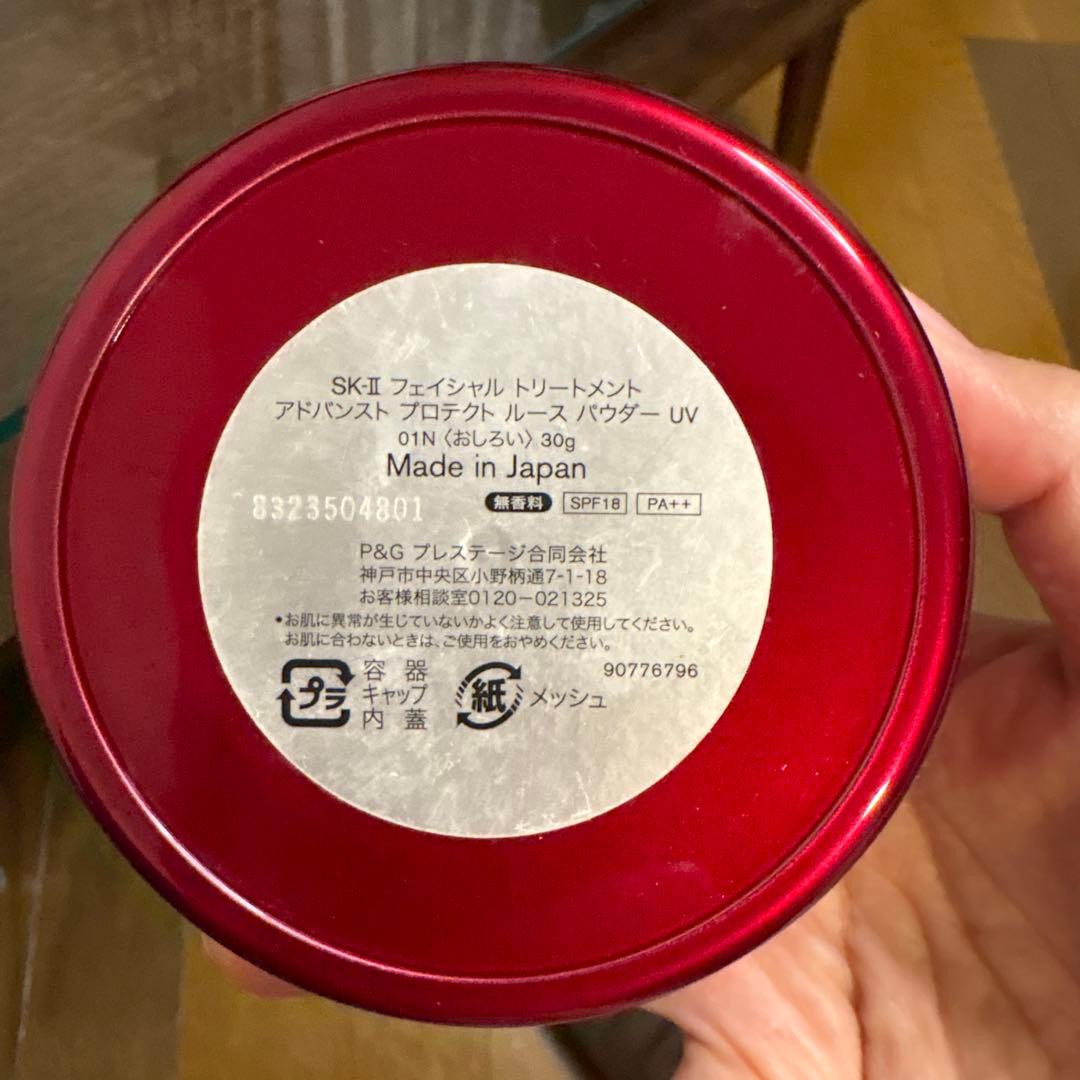 SK-II フェイシャル トリートメント
アドバンスト プロテクト ルース パウダー UV
01N〈おしろい〉30g
Made in Japan
8323504801 無香料 SPF18 PA++
P&G プレステージ合同会社
神戸市中央区小野柄通7-1-18
お客様相談室0120-021325
•お肌に異常が生じていないかよく注意して使用してください。
お肌に合わないときは、ご使用をおやめください。
90776796
プラ 容器
キャップ
内蓋
紙 メッシュ